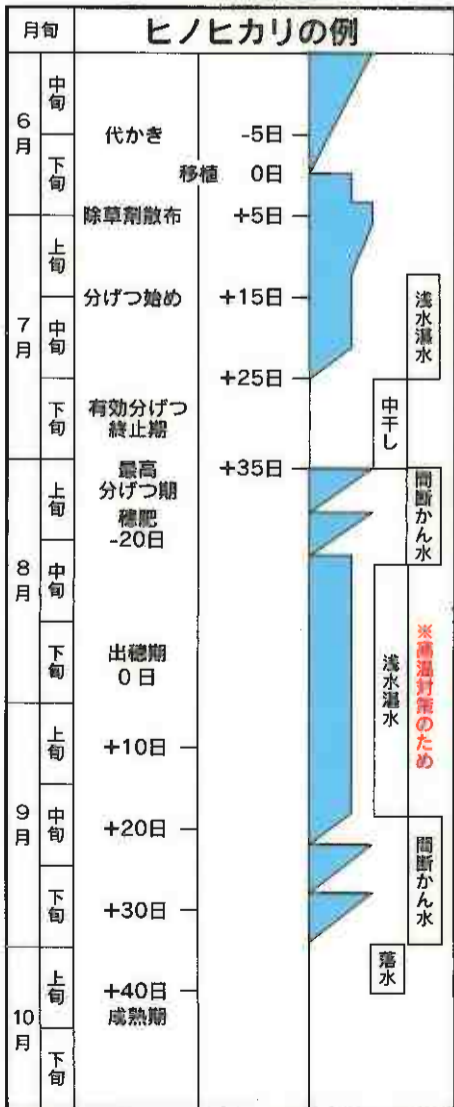 月旬
ヒノヒカリの例
6月
中旬
代かき
-5日
下旬
移植
0日
除草剤散布
+5日
7月
上旬
分げつ始め
+15日
浅水湛水
中旬
+25日
下旬
有効分げつ
終止期
中干し
8月
上旬
最高
分げつ期
+35日
穂肥
-20日
間断かん水
中旬
下旬
出穂期
0日
浅水湛水
※高温対策のため
9月
上旬
+10日
中旬
+20日
間断かん水
下旬
+30日
10月
上旬
+40日
成熟期
落水
下旬